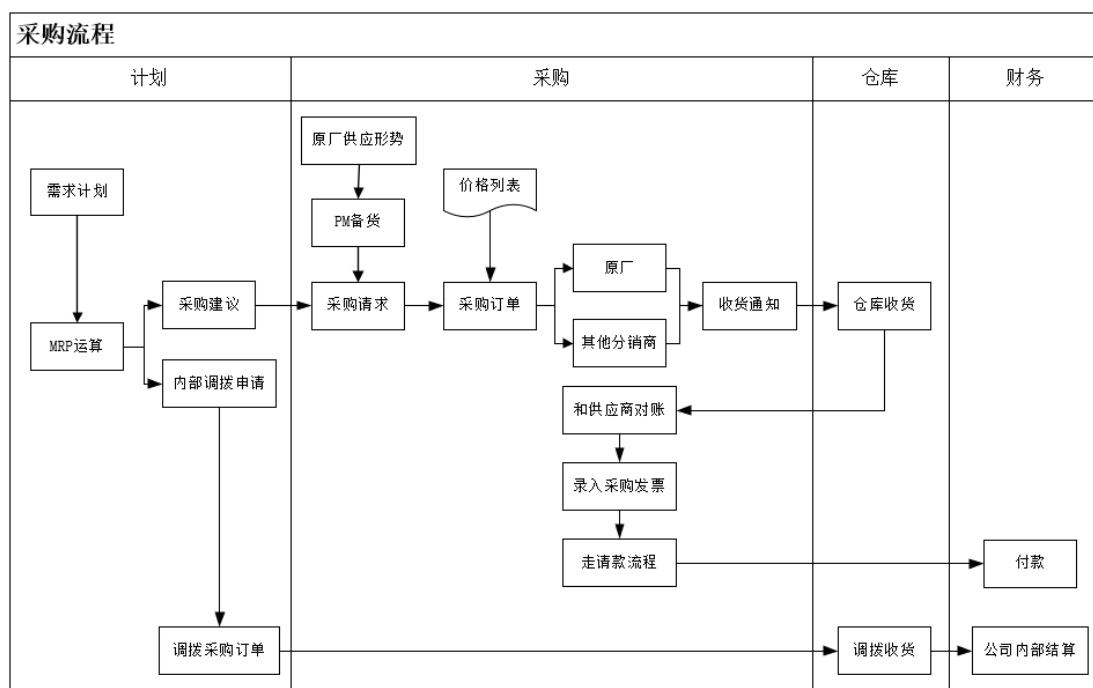 采购流程
计划
采购
仓库
财务
原厂供应形势
需求计划
价格列表
PM备货
原厂
采购建议
采购请求
采购订单
收货通知
仓库收货
MRP运算
其他分销商
内部调拨申请
和供应商对账
录入采购发票
走请款流程
付款
调拨采购订单
调拨收货
公司内部结算